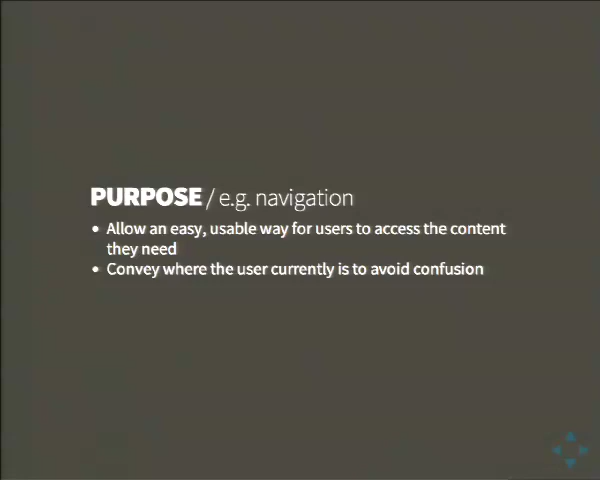 PURPOSE / e.g. navigation
• Allow an easy, usable way for users to access the content
they need
• Convey where the user currently is to avoid confusion